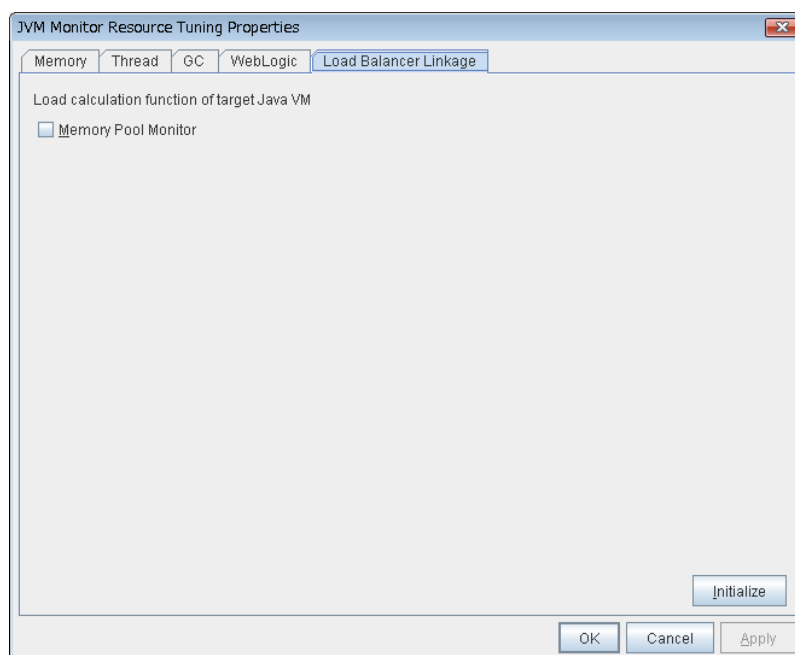 JVM Monitor Resource Tuning Properties
Memory Thread GC WebLogic Load Balancer Linkage
Load calculation function of target Java VM
Memory Pool Monitor
Initialize
OK Cancel Apply